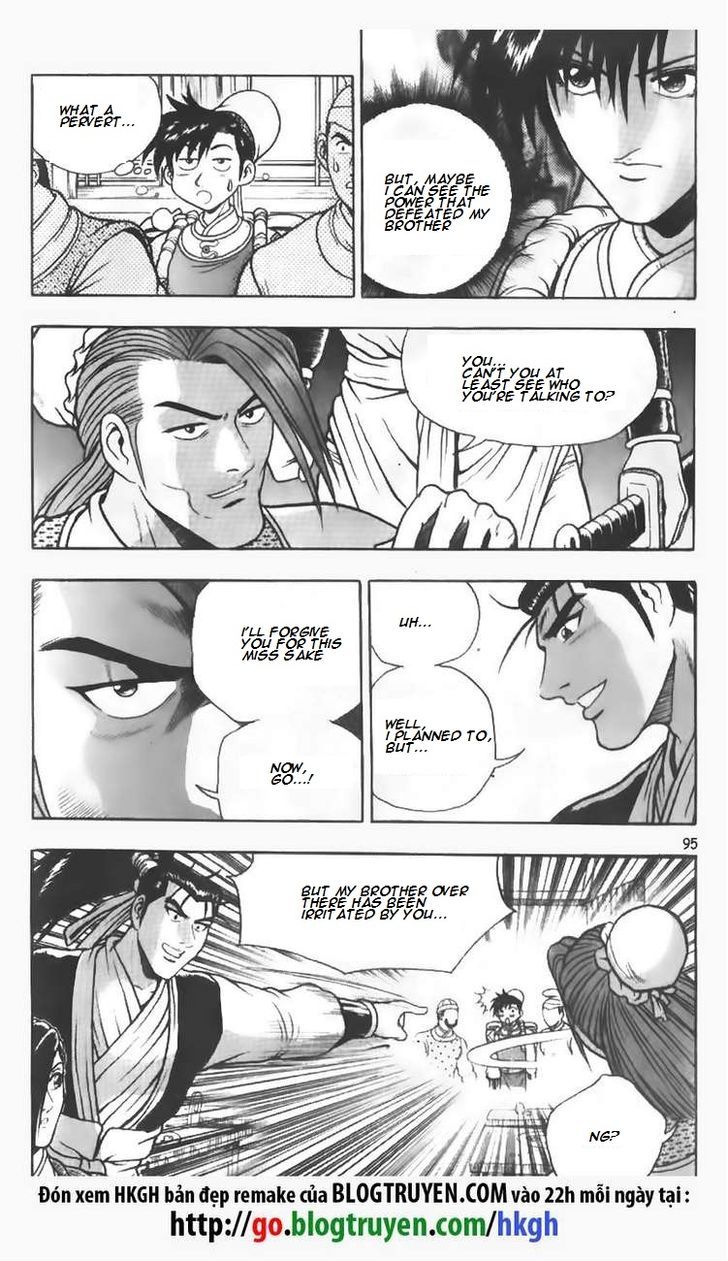 BUT, MAYBE
I CAN SEE THE
POWER THAT
DEFEATED MY
BROTHER
WHAT A
PERVERT...
YOU...
CAN'T YOU AT
LEAST SEE WHO
YOU'RE TALKING TO?
UH...
WELL,
I PLANNED TO,
BUT...
I'LL FORGIVE
YOU FOR THIS
MISS SAKE
NOW,
GO...!
95
BUT MY BROTHER OVER
THERE HAS BEEN
IRRITATED BY YOU...
NG?
Đón xem HKGH bản đẹp remake của BLOGTRUYEN.COM vào 22h mỗi ngày tại :
http://go.blogtruyen.com/hkgh